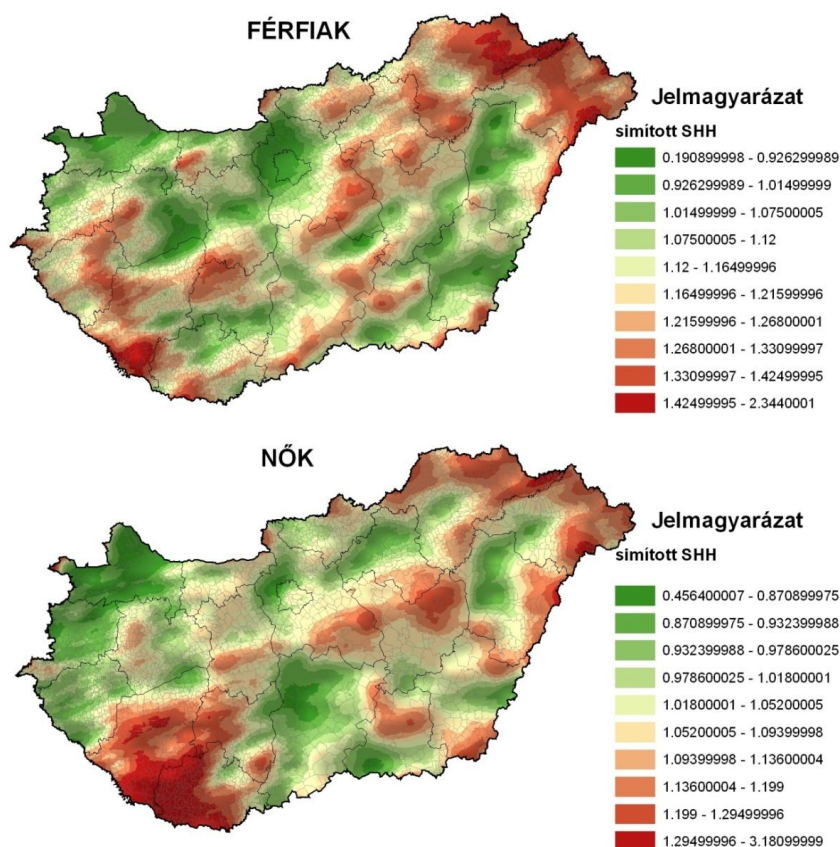 FÉRFIAK
Jelmagyarázat
simított SHH
0.190899998 - 0.926299989
0.926299989 - 1.01499999
1.01499999 - 1.07500005
1.07500005 - 1.12
1.12 - 1.16499996
1.16499996 - 1.21599996
1.21599996 - 1.26800001
1.26800001 - 1.33099997
1.33099997 - 1.42499995
1.42499995 - 2.3440001
NŐK
Jelmagyarázat
simított SHH
0.456400007 - 0.870899975
0.870899975 - 0.932399988
0.932399988 - 0.978600025
0.978600025 - 1.01800001
1.01800001 - 1.05200005
1.05200005 - 1.09399998
1.09399998 - 1.13600004
1.13600004 - 1.199
1.199 - 1.29499996
1.29499996 - 3.18099999